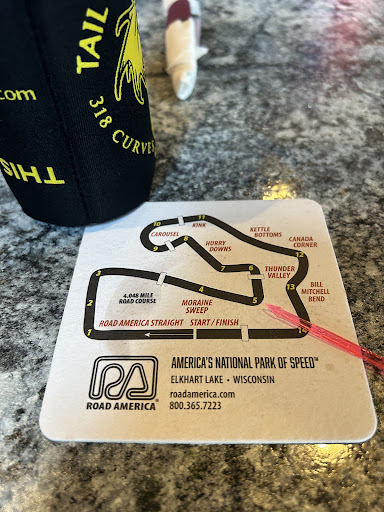 TAIL
318 CURVES
.com
THIS
10
11
KINK
CAROUSEL
9
8
HURRY
DOWNS
KETTLE
BOTTOMS
CANADA
CORNER
12
7
6
THUNDER
VALLEY
3
4.048 MILE
ROAD COURSE
4
5
13
BILL
MITCHELL
BEND
2
MORAINE
SWEEP
1
ROAD AMERICA STRAIGHT
START / FINISH
14
RA
ROAD AMERICA®
AMERICA'S NATIONAL PARK OF SPEED™
ELKHART LAKE • WISCONSIN
roadamerica.com
800.365.7223